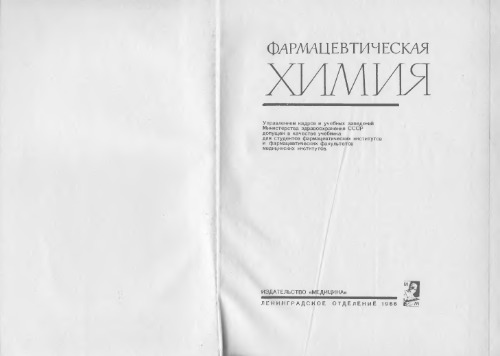 ФАРМАЦЕВТИЧЕСКАЯ
ХИМИЯ
Управлением кадров и учебных заведений
Министерства здравоохранения СССР
допущен в качестве учебника
для студентов фармацевтических институтов
и фармацевтических факультетов
медицинских институтов
ИЗДАТЕЛЬСТВО «МЕДИЦИНА»
ЛЕНИНГРАДСКОЕ ОТДЕЛЕНИЕ 1966